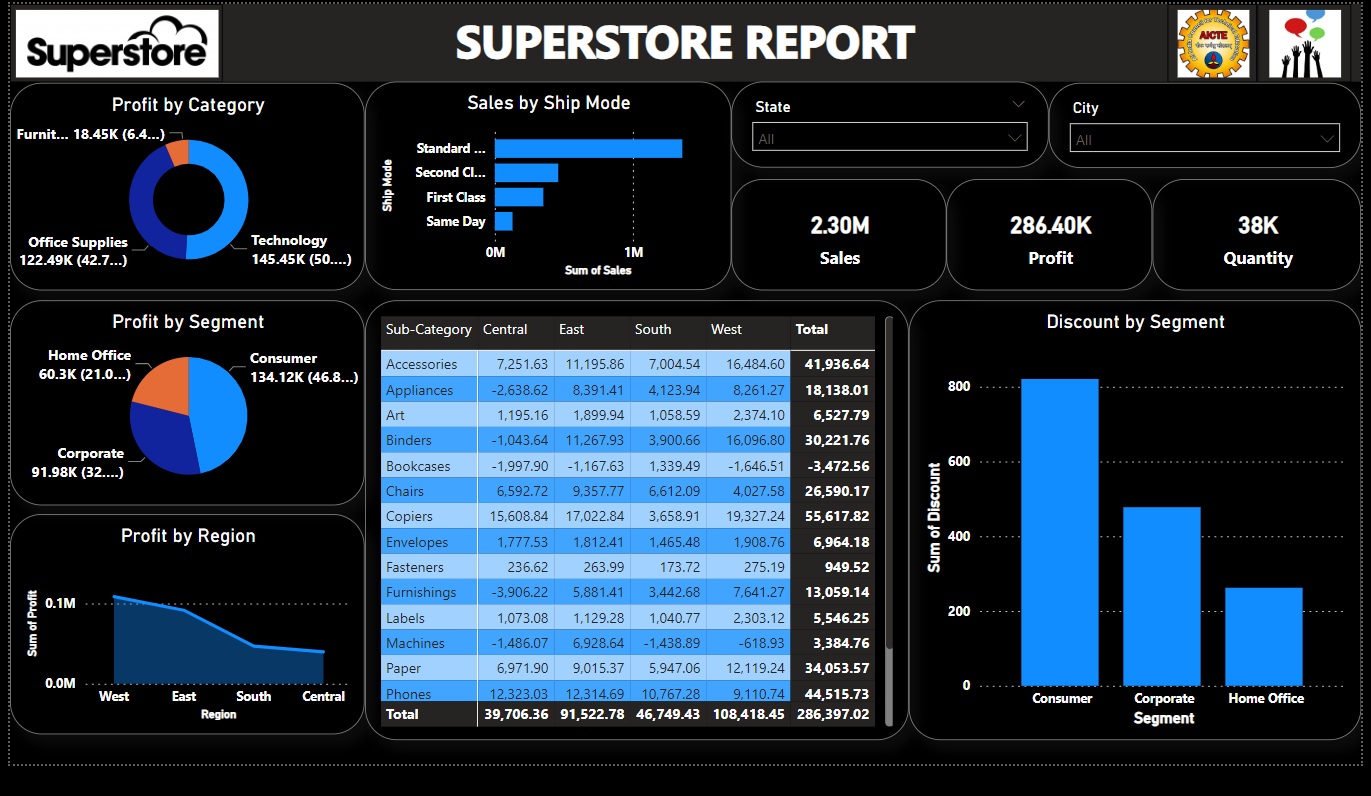 Superstore
SUPERSTORE REPORT
AICTE
Profit by Category
Furnit... 18.45K (6.4...)
Office Supplies
122.49K (42.7...)
Technology
145.45K (50....)
Sales by Ship Mode
Ship Mode
Standard ...
Second Cl...
First Class
Same Day
0M 1M
Sum of Sales
State
All
City
All
2.30M
Sales
286.40K
Profit
38K
Quantity
Profit by Segment
Home Office
60.3K (21.0...)
Consumer
134.12K (46.8...)
Corporate
91.98K (32....)
Profit by Region
Sum of Profit
0.1M
0.0M
West East South Central
Region
Sub-Category Central East South West Total
Accessories 7,251.63 11,195.86 7,004.54 16,484.60 41,936.64
Appliances -2,638.62 8,391.41 4,123.94 8,261.27 18,138.01
Art 1,195.16 1,899.94 1,058.59 2,374.10 6,527.79
Binders -1,043.64 11,267.93 3,900.66 16,096.80 30,221.76
Bookcases -1,997.90 -1,167.63 1,339.49 -1,646.51 -3,472.56
Chairs 6,592.72 9,357.77 6,612.09 4,027.58 26,590.17
Copiers 15,608.84 17,022.84 3,658.91 19,327.24 55,617.82
Envelopes 1,777.53 1,812.41 1,465.48 1,908.76 6,964.18
Fasteners 236.62 263.99 173.72 275.19 949.52
Furnishings -3,906.22 5,881.41 3,442.68 7,641.27 13,059.14
Labels 1,073.08 1,129.28 1,040.77 2,303.12 5,546.25
Machines -1,486.07 6,928.64 -1,438.89 -618.93 3,384.76
Paper 6,971.90 9,015.37 5,947.06 12,119.24 34,053.57
Phones 12,323.03 12,314.69 10,767.28 9,110.74 44,515.73
Total 39,706.36 91,522.78 46,749.43 108,418.45 286,397.02
Discount by Segment
Sum of Discount
800
600
400
200
0
Consumer Corporate Home Office
Segment